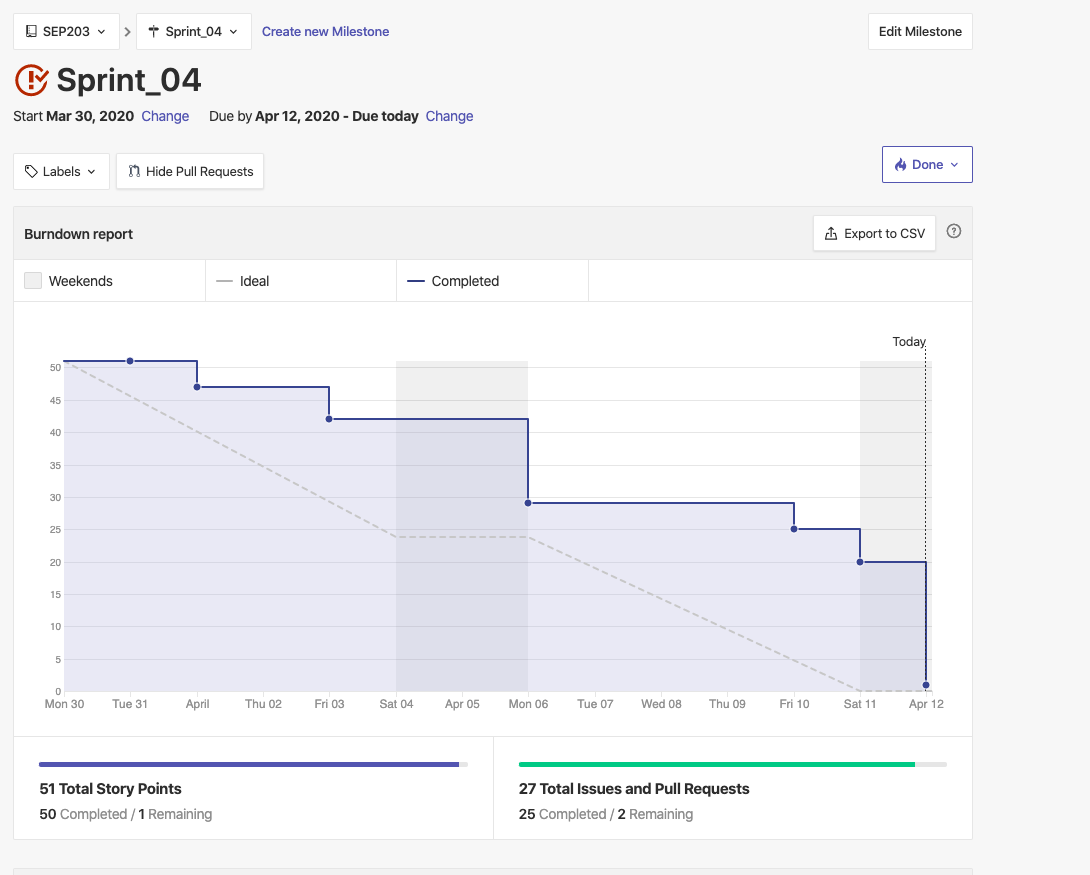 SEP203 Sprint_04 Create new Milestone Edit Milestone
Sprint_04
Start Mar 30, 2020 Change Due by Apr 12, 2020 - Due today Change
Labels Hide Pull Requests Done
Burndown report Export to CSV ?
Weekends Ideal Completed
Today
50
45
40
35
30
25
20
15
10
5
0
Mon 30 Tue 31 April Thu 02 Fri 03 Sat 04 Apr 05 Mon 06 Tue 07 Wed 08 Thu 09 Fri 10 Sat 11 Apr 12
51 Total Story Points
50 Completed / 1 Remaining
27 Total Issues and Pull Requests
25 Completed / 2 Remaining